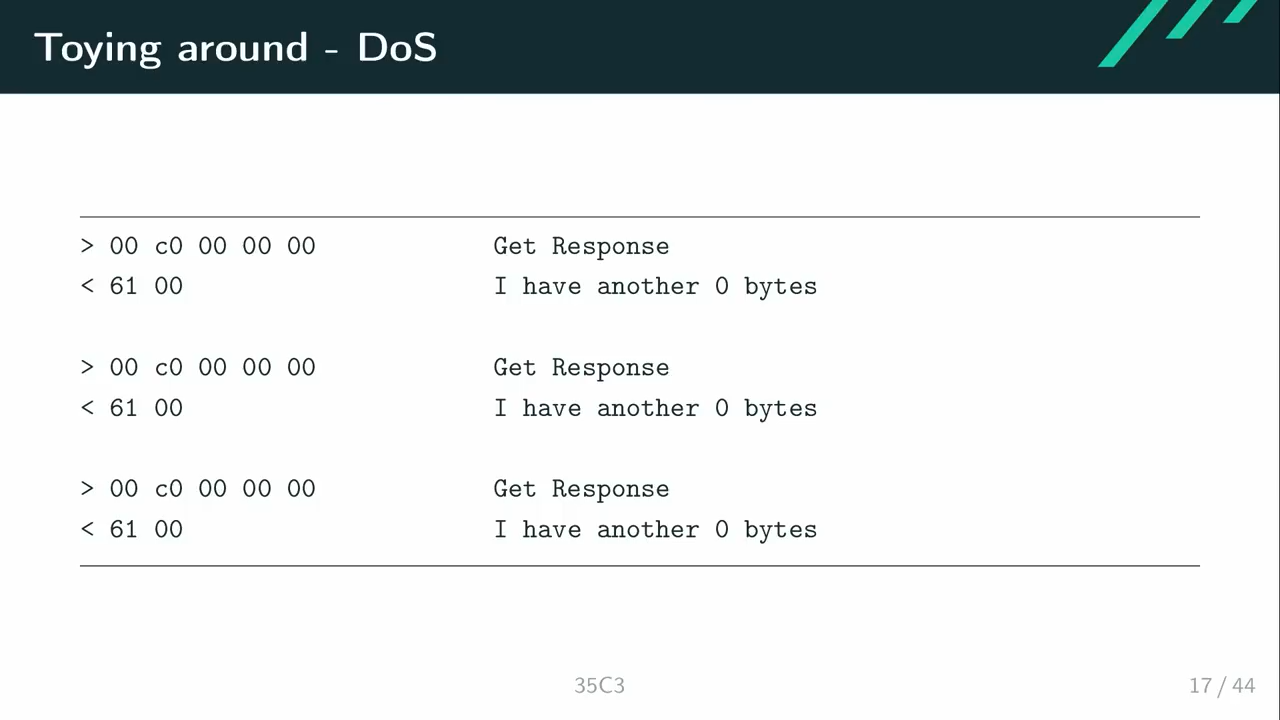 Toying around - DoS
> 00 c0 00 00 00 Get Response
< 61 00 I have another 0 bytes
> 00 c0 00 00 00 Get Response
< 61 00 I have another 0 bytes
> 00 c0 00 00 00 Get Response
< 61 00 I have another 0 bytes
35C3 17 / 44